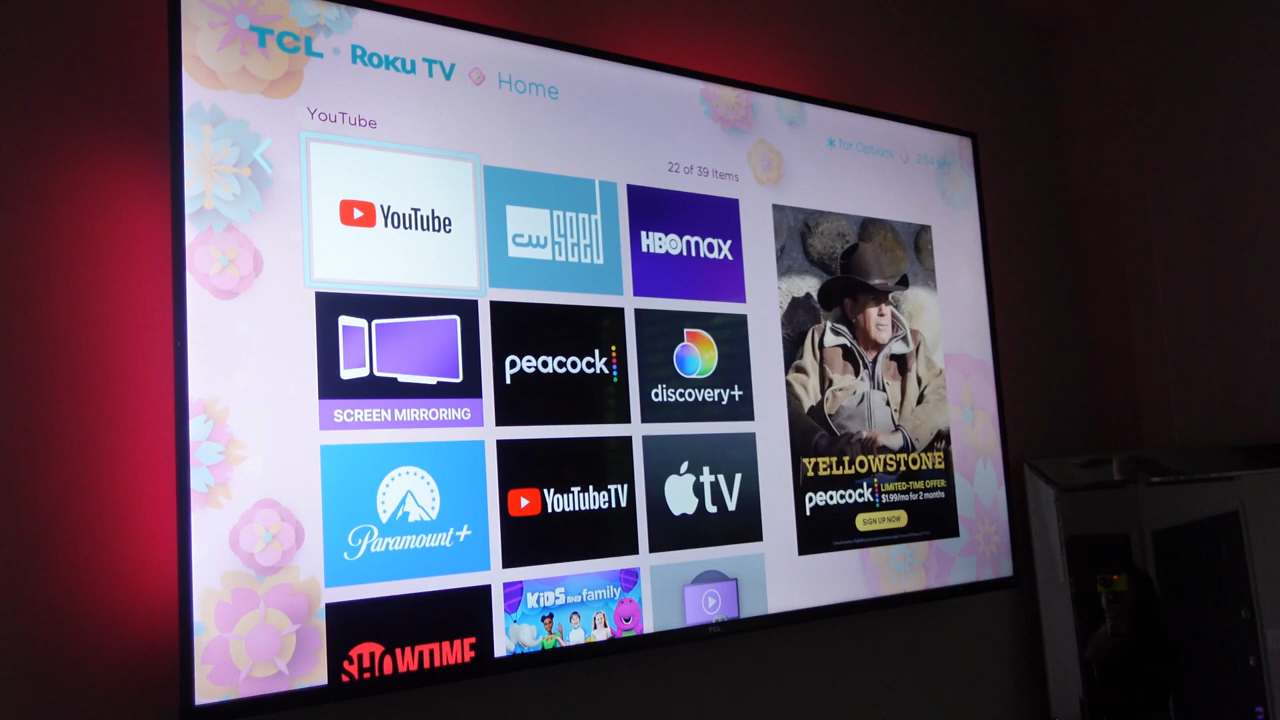 TCL • Roku TV Home
YouTube
22 of 39 Items
* for Options
YouTube
CW seed
HBOmax
SCREEN MIRRORING
peacock
discovery+
Paramount+
YouTubeTV
tv
SHOWTIME
KIDS AND family
YELLOWSTONE
peacock
LIMITED-TIME OFFER:
$1.99/mo for 2 months
SIGN UP NOW
TCL